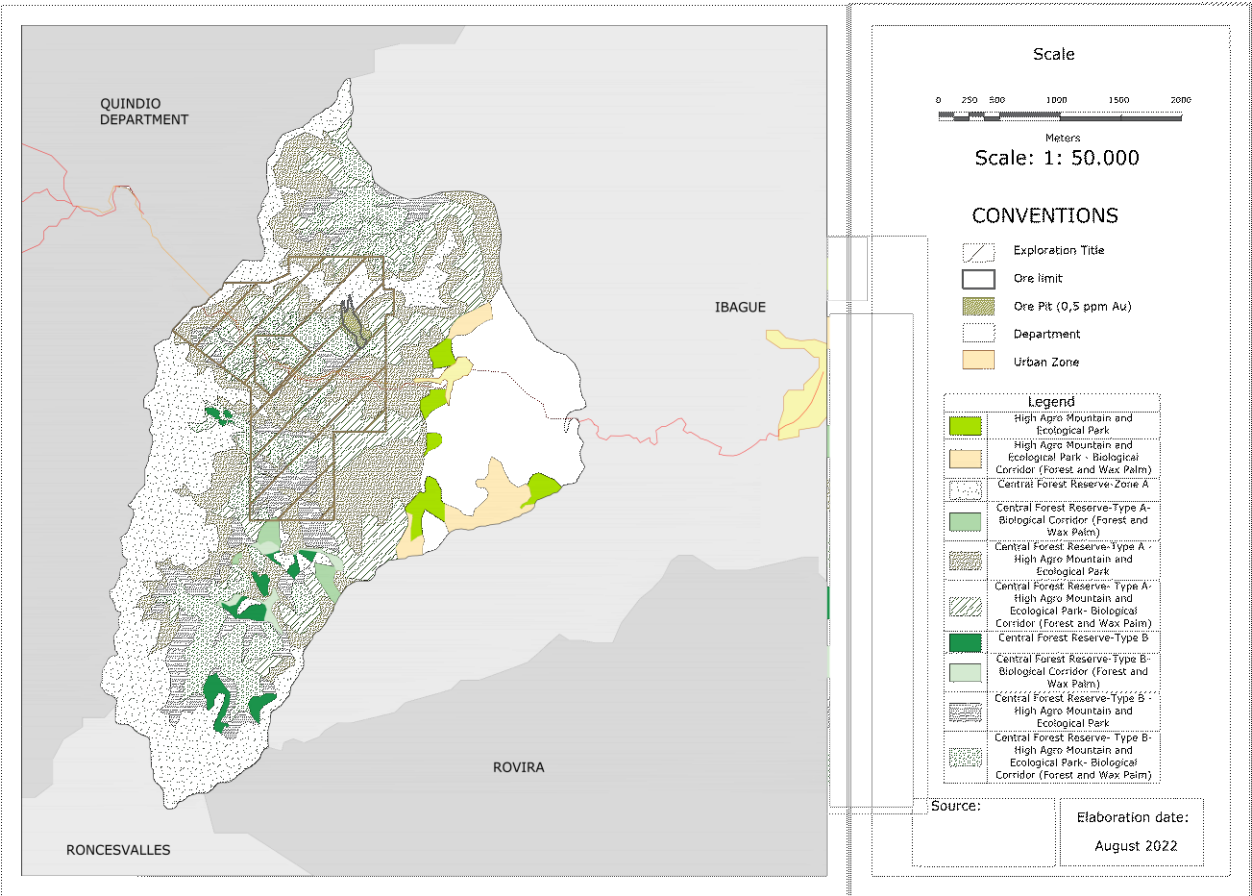 QUINDIO
DEPARTMENT
IBAGUE
ROVIRA
RONCESVALLES
Scale
0 250 500 1000 1500 2000
Meters
Scale: 1: 50.000
CONVENTIONS
Exploration Title
Ore limit
Ore Pit (0,5 ppm Au)
Department
Urban Zone
Legend
High Agro Mountain and
Ecological Park
High Agro Mountain and
Ecological Park - Biological
Corridor (Forest and Wax Palm)
Central Forest Reserve-Zone A
Central Forest Reserve-Type A-
Biological Corridor (Forest and
Wax Palm)
Central Forest Reserve-Type A -
High Agro Mountain and
Ecological Park
Central Forest Reserve- Type A-
High Agro Mountain and
Ecological Park- Biological
Corridor (Forest and Wax Palm)
Central Forest Reserve-Type B
Central Forest Reserve-Type B-
Biological Corridor (Forest and
Wax Palm)
Central Forest Reserve-Type B -
High Agro Mountain and
Ecological Park
Central Forest Reserve- Type B-
High Agro Mountain and
Ecological Park- Biological
Corridor (Forest and Wax Palm)
Source:
Elaboration date:
August 2022